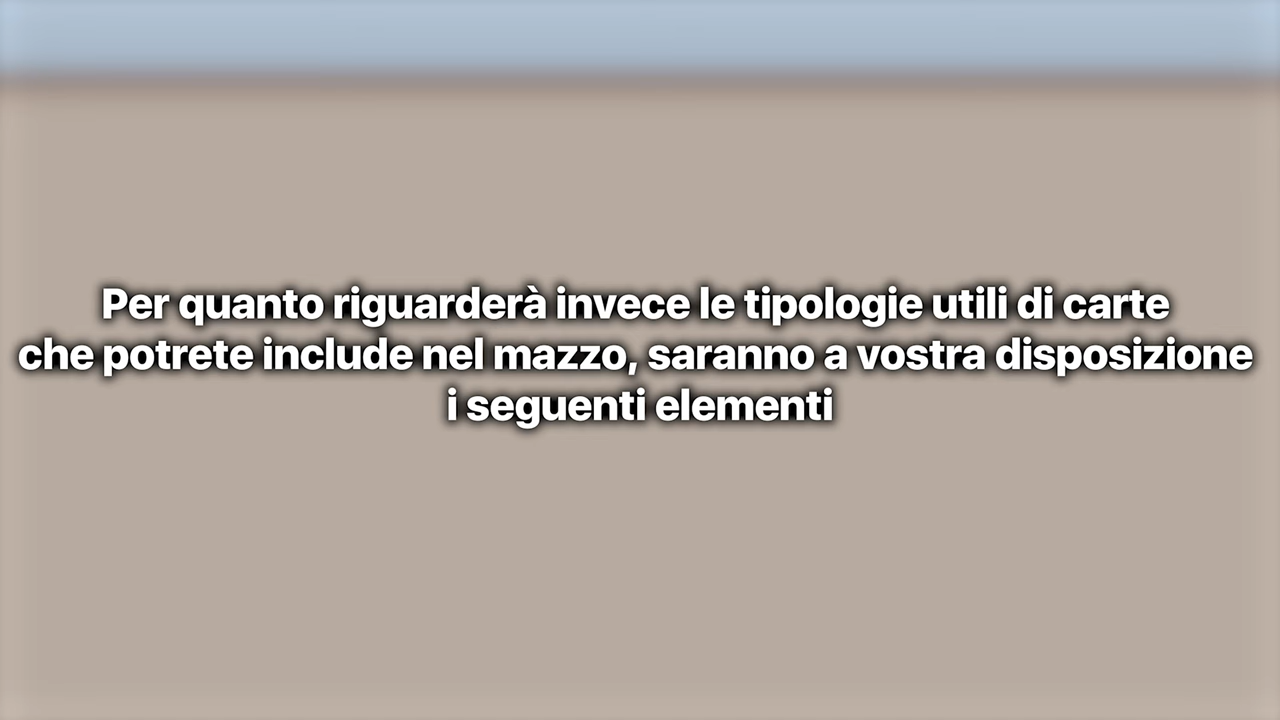 Per quanto riguarderà invece le tipologie utili di carte
che potrete include nel mazzo, saranno a vostra disposizione
i seguenti elementi